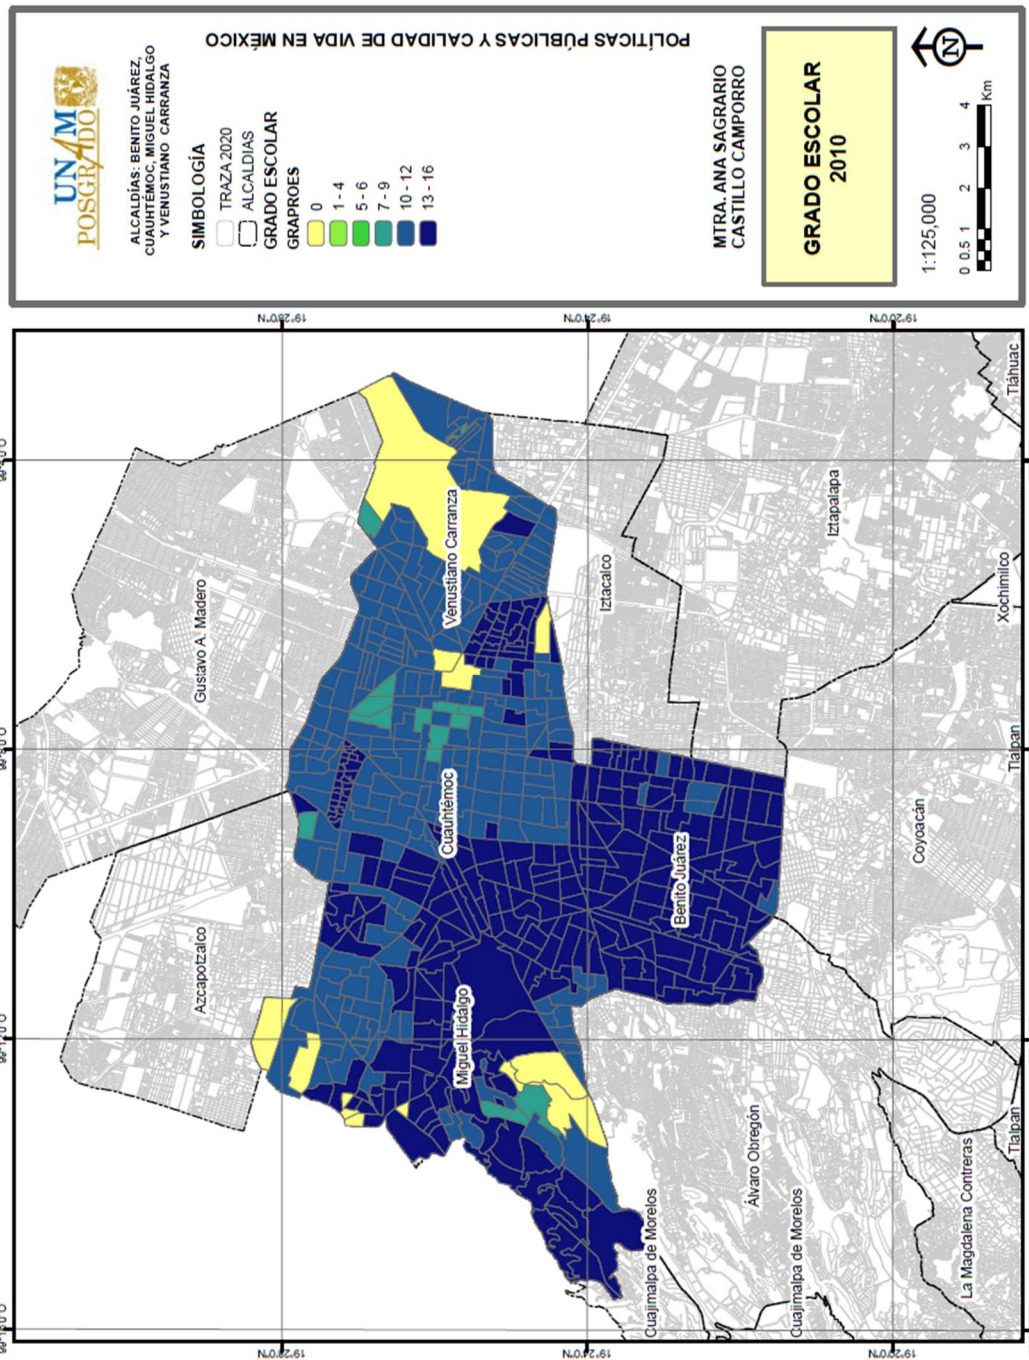 UNAM
POSGRADO
ALCALDÍAS: BENITO JUÁREZ,
CUAUHTÉMOC, MIGUEL HIDALGO
Y VENUSTIANO CARRANZA
SIMBOLOGÍA
TRAZA 2020
ALCALDIAS
GRADO ESCOLAR
GRAPROES
0
1 - 4
5 - 6
7 - 9
10 - 12
13 - 16
POLÍTICAS PÚBLICAS Y CALIDAD DE VIDA EN MÉXICO
MTRA. ANA SAGRARIO
CASTILLO CAMPORRO
GRADO ESCOLAR
2010
N
1:125,000
0 0.5 1 2 3 4
Km
19°28'0"N
19°24'0"N
19°20'0"N
Azcapotzalco
Gustavo A. Madero
Miguel Hidalgo
Cuauhtémoc
Venustiano Carranza
Iztacalco
Cuajimalpa de Morelos
Benito Juárez
Álvaro Obregón
Cuajimalpa de Morelos
Iztapalapa
Coyoacán
La Magdalena Contreras
Xochimilco
Tlalpan
Tlalpan
Tláhuac
19°28'0"N
19°24'0"N
19°20'0"N